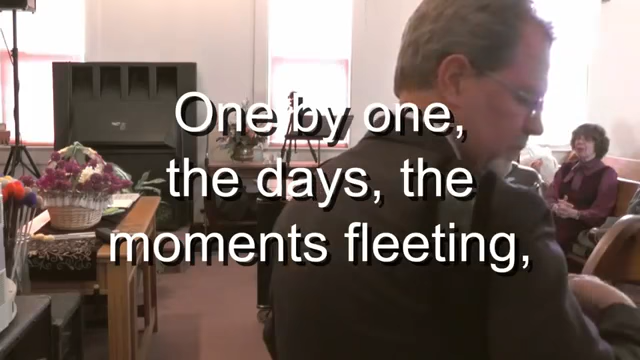 One by one,
the days, the
moments fleeting,